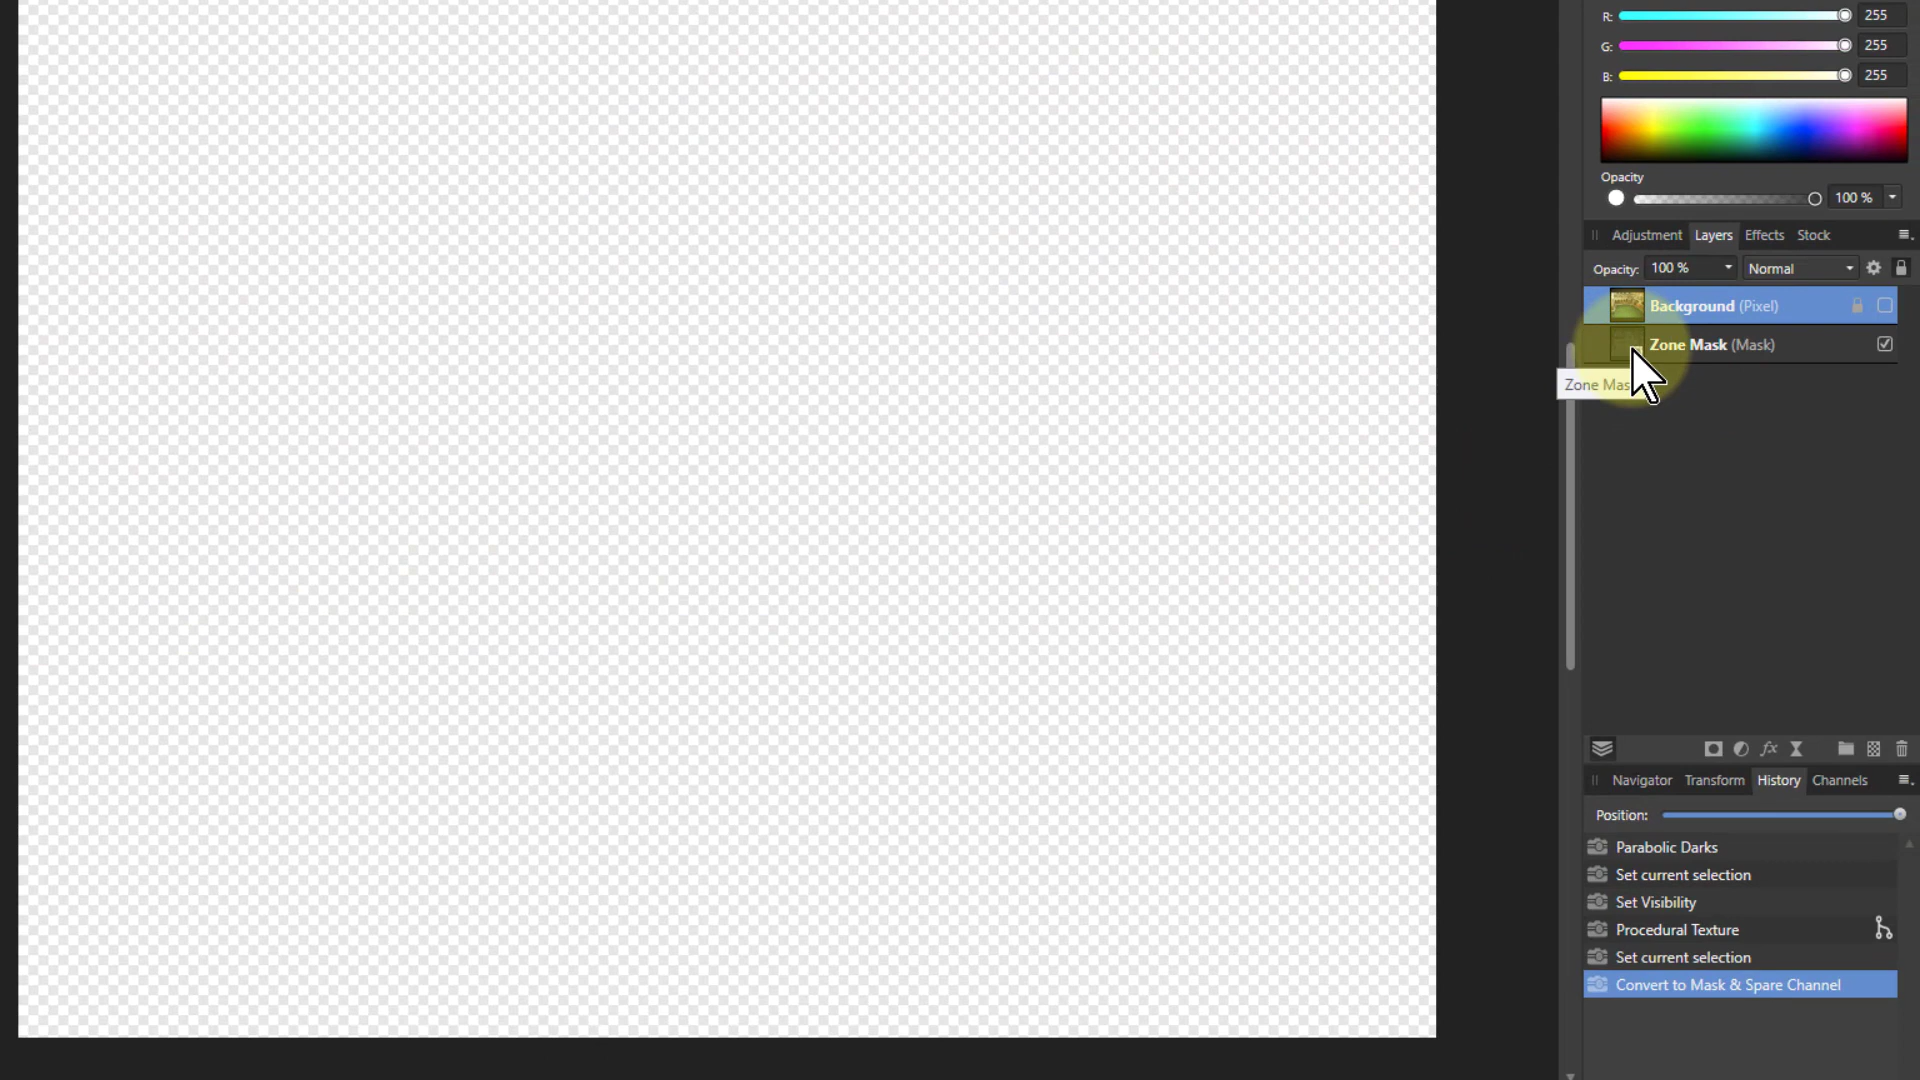 R: 255
G: 255
B: 255
Opacity
100 %
Adjustment Layers Effects Stock
Opacity: 100 % Normal
Background (Pixel)
Zone Mask (Mask)
Zone Mas
Navigator Transform History Channels
Position:
Parabolic Darks
Set current selection
Set Visibility
Procedural Texture
Set current selection
Convert to Mask & Spare Channel